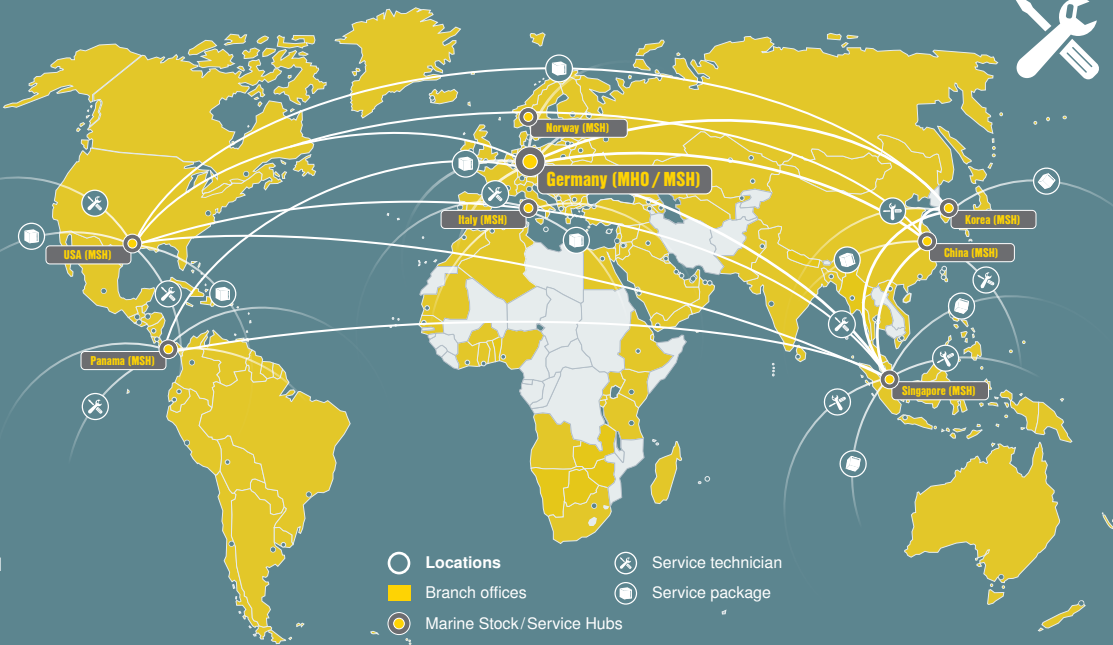 Norway (MSH)
Germany (MHO / MSH)
Italy (MSH)
Korea (MSH)
USA (MSH)
China (MSH)
Panama (MSH)
Singapore (MSH)
Locations
Service technician
Branch offices
Service package
Marine Stock/Service Hubs